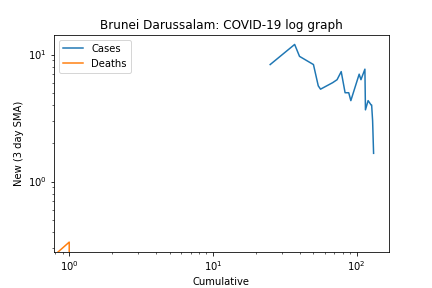 Brunei Darussalam: COVID-19 log graph
Cases
Deaths
New (3 day SMA)
10¹
10⁰
10⁰
10¹
10²
Cumulative